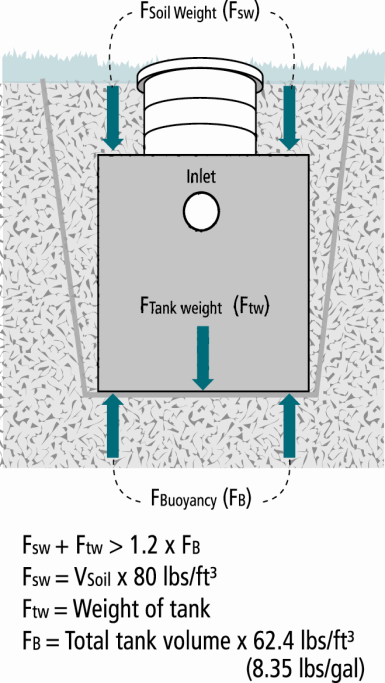 FSoil Weight (Fsw)
Inlet
FTank weight (Ftw)
FBuoyancy (FB)
Fsw + Ftw > 1.2 x FB
Fsw = VSoil x 80 lbs/ft³
Ftw = Weight of tank
FB = Total tank volume x 62.4 lbs/ft³
(8.35 lbs/gal)